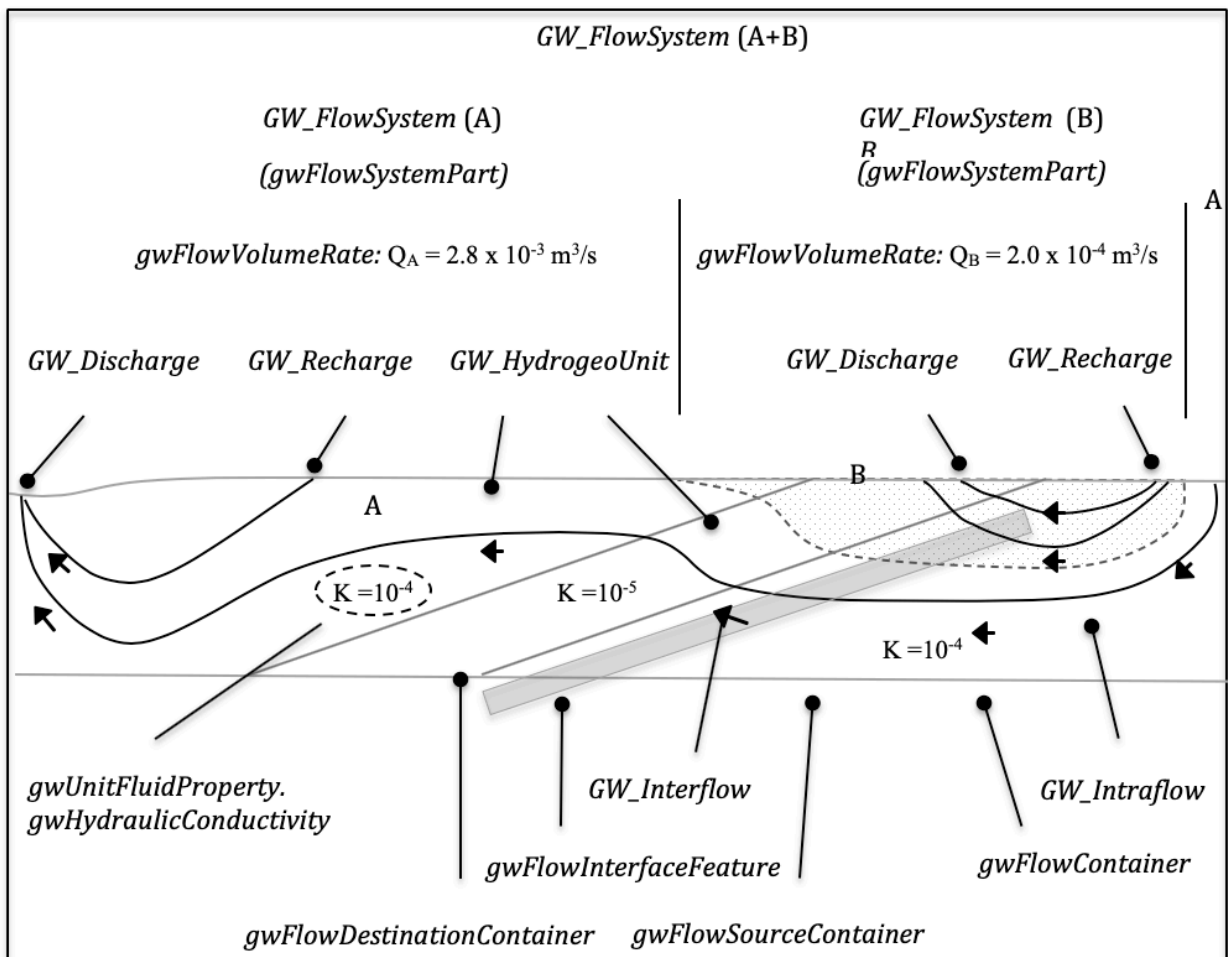 GW_FlowSystem (A+B)
GW_FlowSystem (A)
(gwFlowSystemPart)
GW_FlowSystem (B)
B
(gwFlowSystemPart)
A
gwFlowVolumeRate: QA = 2.8 x 10-3 m3/s
gwFlowVolumeRate: QB = 2.0 x 10-4 m3/s
GW_Discharge
GW_Recharge
GW_HydrogeoUnit
GW_Discharge
GW_Recharge
A
B
K =10-4
K =10-5
K =10-4
gwUnitFluidProperty.
gwHydraulicConductivity
GW_Interflow
GW_Intraflow
gwFlowInterfaceFeature
gwFlowContainer
gwFlowDestinationContainer
gwFlowSourceContainer